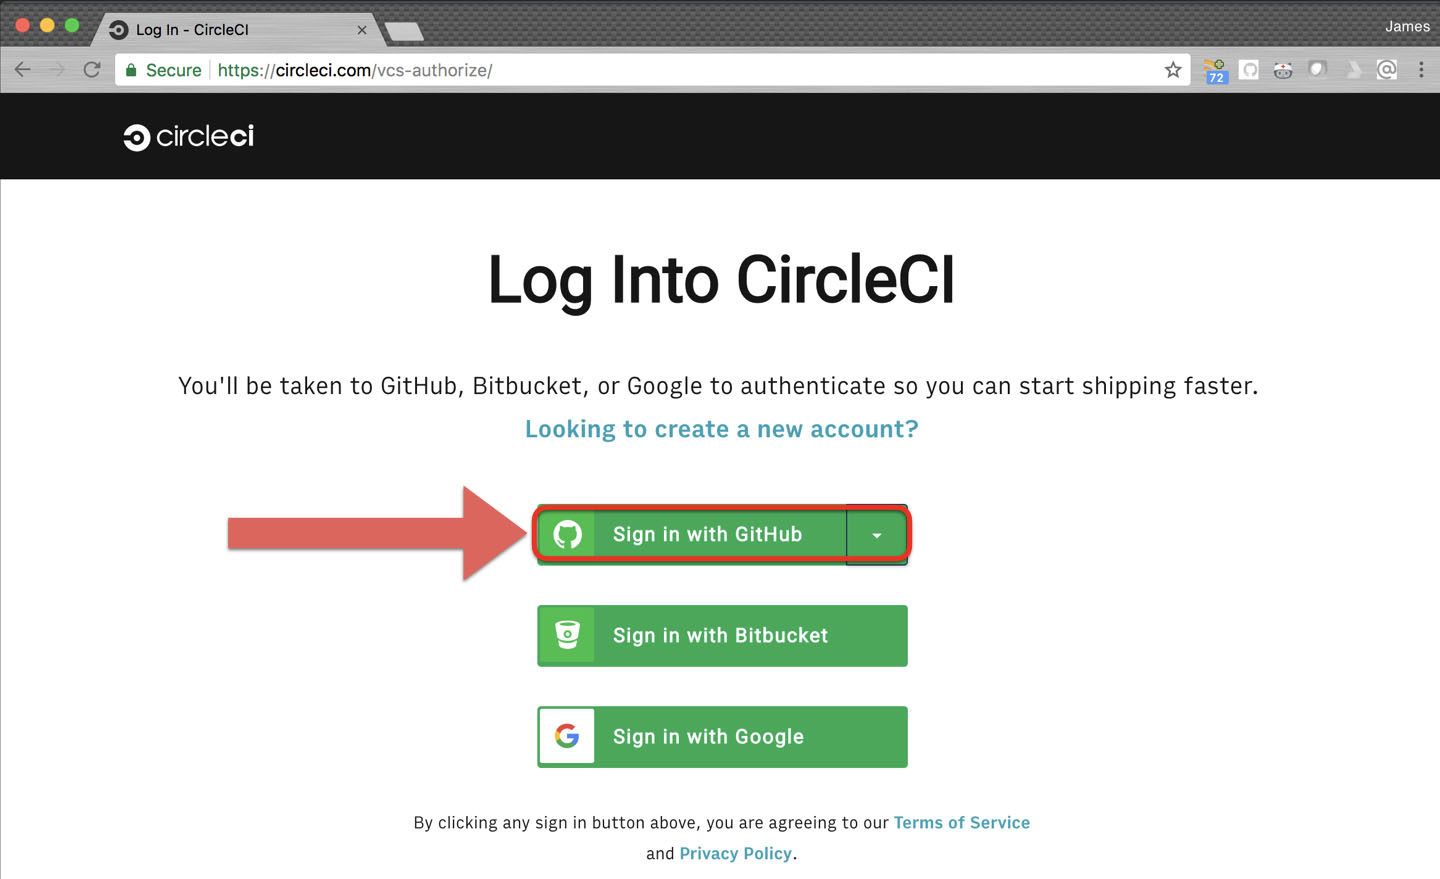 Log In - CircleCI
James
Secure https://circleci.com/vcs-authorize/
72
circleci
Log Into CircleCI
You'll be taken to GitHub, Bitbucket, or Google to authenticate so you can start shipping faster.
Looking to create a new account?
Sign in with GitHub
Sign in with Bitbucket
Sign in with Google
By clicking any sign in button above, you are agreeing to our Terms of Service
and Privacy Policy.